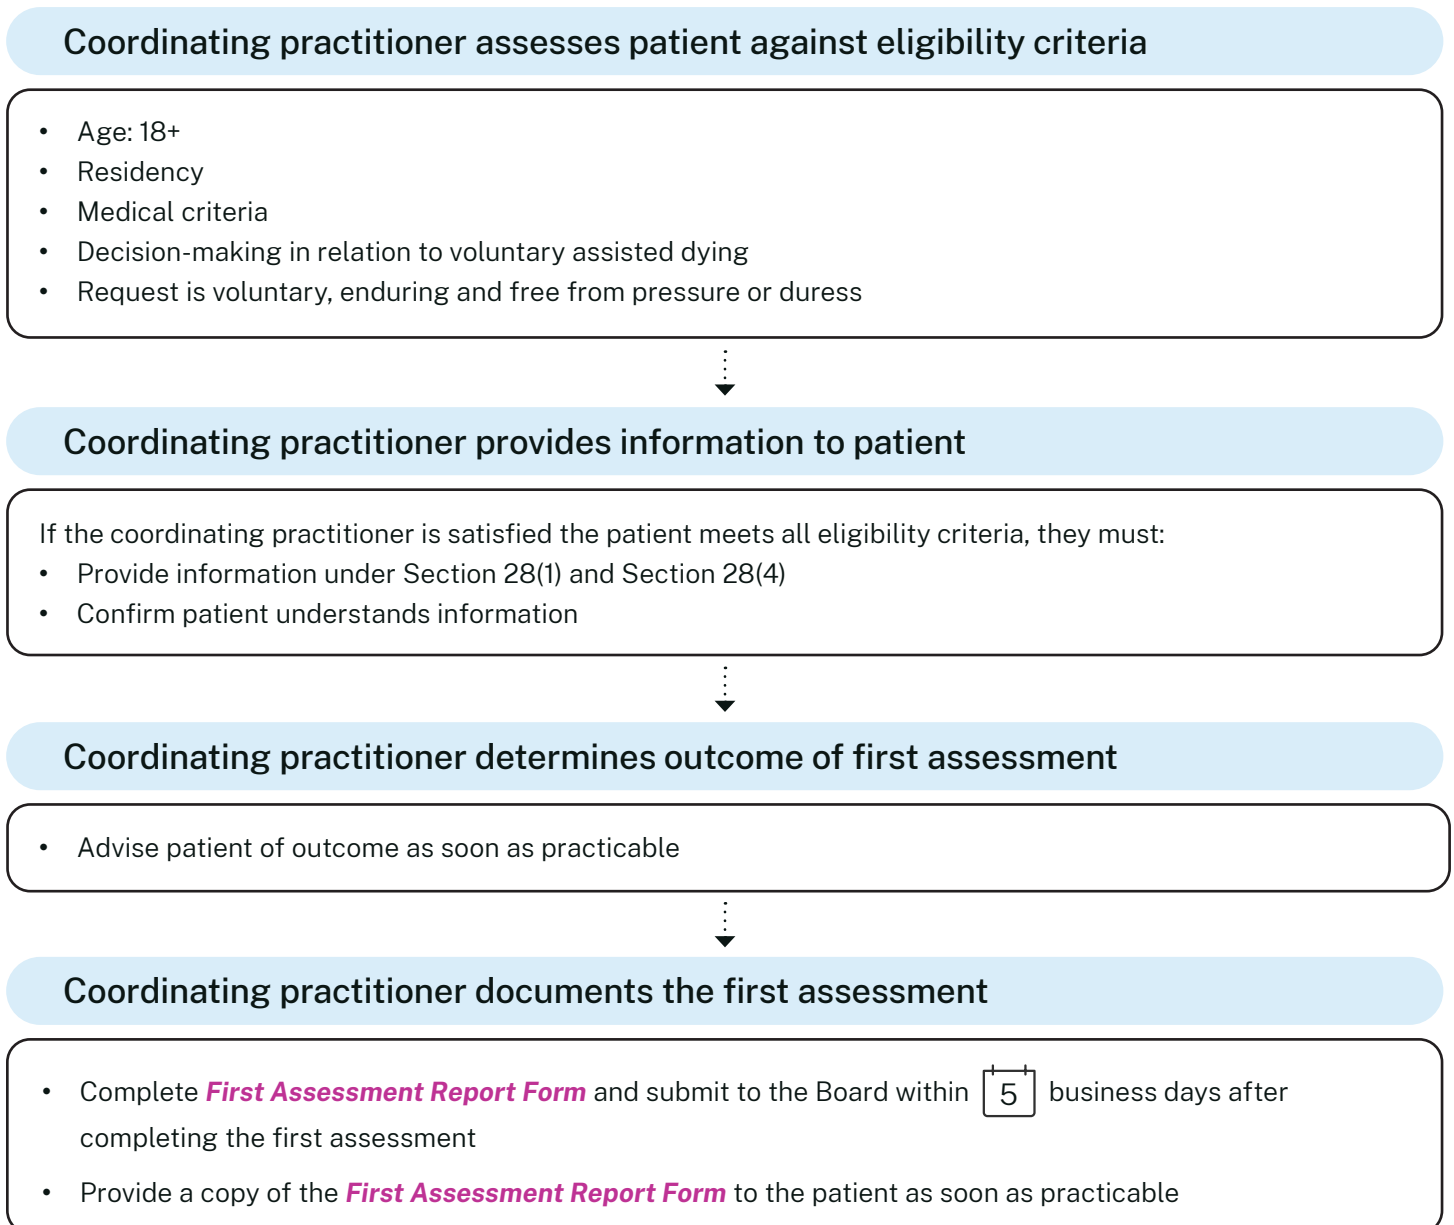 Coordinating practitioner assesses patient against eligibility criteria
• Age: 18+
• Residency
• Medical criteria
• Decision-making in relation to voluntary assisted dying
• Request is voluntary, enduring and free from pressure or duress
Coordinating practitioner provides information to patient
If the coordinating practitioner is satisfied the patient meets all eligibility criteria, they must:
• Provide information under Section 28(1) and Section 28(4)
• Confirm patient understands information
Coordinating practitioner determines outcome of first assessment
• Advise patient of outcome as soon as practicable
Coordinating practitioner documents the first assessment
• Complete First Assessment Report Form and submit to the Board within 5 business days after
completing the first assessment
• Provide a copy of the First Assessment Report Form to the patient as soon as practicable